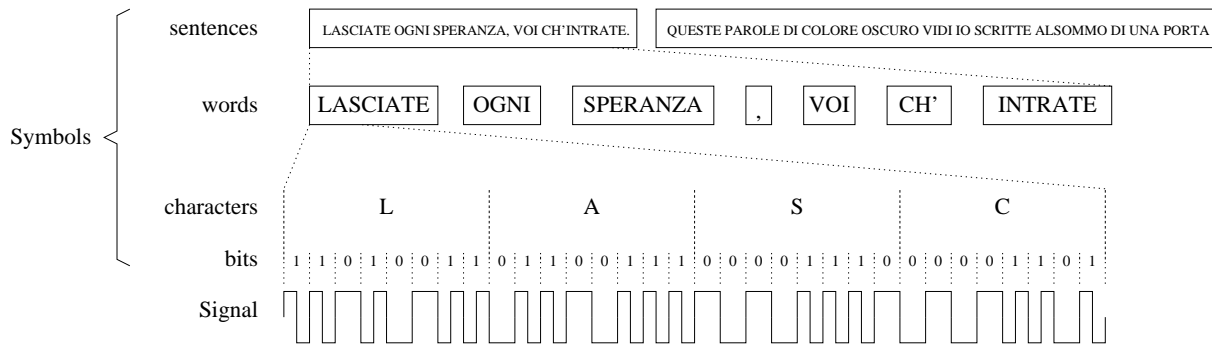 sentences LASCIATE OGNI SPERANZA, VOI CH'INTRATE. QUESTE PAROLE DI COLORE OSCURO VIDI IO SCRITTE ALSOMMO DI UNA PORTA
words LASCIATE OGNI SPERANZA , VOI CH' INTRATE
Symbols
characters L A S C
bits 1 1 0 1 0 0 1 1 0 1 1 0 0 1 1 1 0 0 0 0 1 1 1 0 0 0 0 0 1 1 0 1
Signal